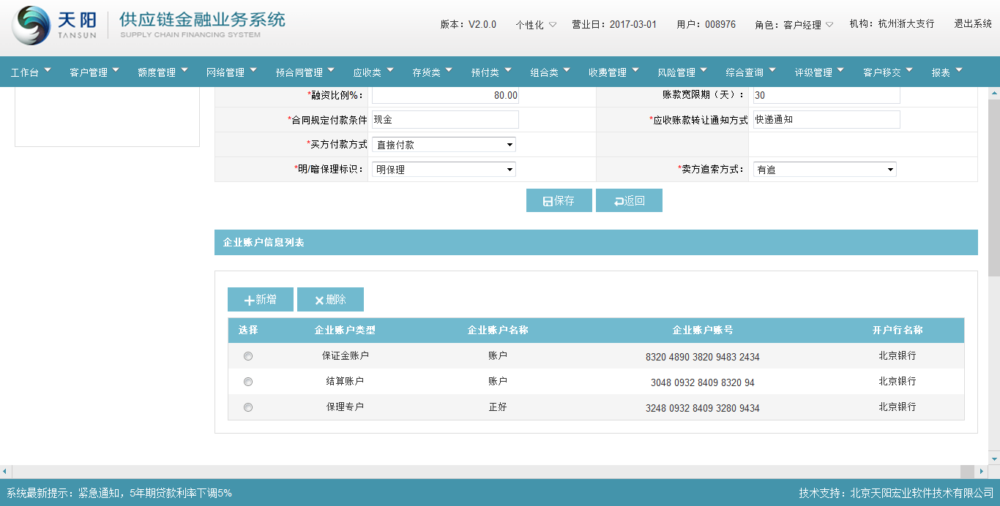 天阳 TANSUN 供应链金融业务系统
SUPPLY CHAIN FINANCING SYSTEM
版本：V2.0.0 个性化 营业日：2017-03-01 用户：008976 角色：客户经理 机构：杭州浙大支行 退出系统
工作台 客户管理 额度管理 网络管理 预合同管理 应收类 存货类 预付类 组合类 收费管理 风险管理 综合查询 评级管理 客户移交 报表
*融资比例%： 80.00 账款宽限期（天）： 30
*合同规定付款条件 现金 *应收账款转让通知方式 快递通知
*买方付款方式 直接付款
*明/暗保理标识： 明保理 *卖方追索方式： 有追
保存 返回
企业账户信息列表
新增 删除
选择 企业账户类型 企业账户名称 企业账户账号 开户行名称
保证金账户 账户 8320 4890 3820 9483 2434 北京银行
结算账户 账户 3048 0932 8409 8320 94 北京银行
保理专户 正好 3248 0932 8409 3280 9434 北京银行
系统最新提示：紧急通知，5年期贷款利率下调5% 技术支持：北京天阳宏业软件技术有限公司